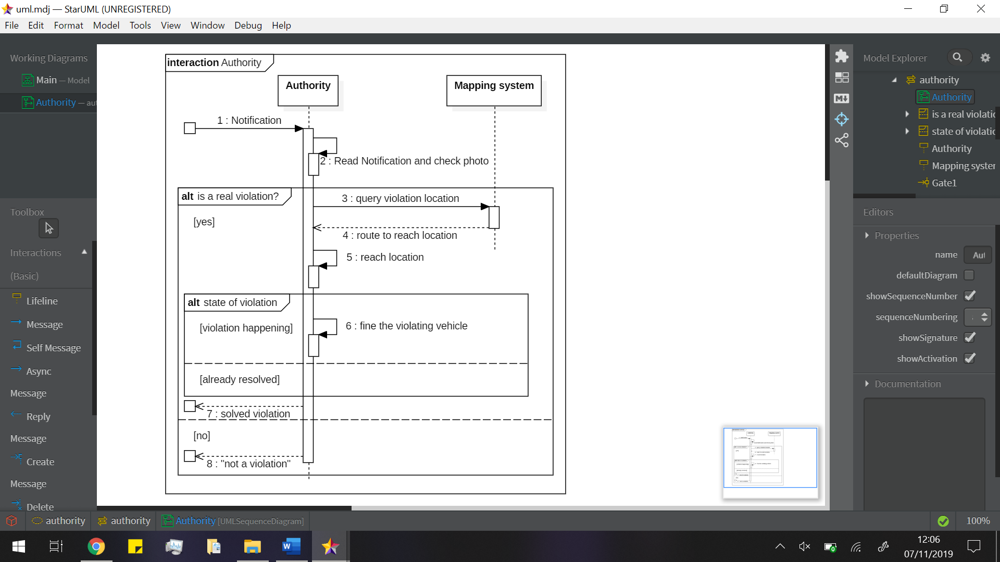 uml.mdj — StarUML (UNREGISTERED)
File Edit Format Model Tools View Window Debug Help
Working Diagrams
Main — Model
Authority — aut
Toolbox
Interactions
(Basic)
Lifeline
Message
Self Message
Async
Message
Reply
Message
Create
Message
Delete
interaction Authority
Authority
Mapping system
1 : Notification
2 : Read Notification and check photo
alt is a real violation?
3 : query violation location
[yes]
4 : route to reach location
5 : reach location
alt state of violation
[violation happening]
6 : fine the violating vehicle
[already resolved]
7 : solved violation
[no]
8 : "not a violation"
Model Explorer
authority
Authority
is a real violatio
state of violatio
Authority
Mapping system
Gate1
Editors
Properties
name Aut
defaultDiagram
showSequenceNumber
sequenceNumbering
showSignature
showActivation
Documentation
authority authority Authority [UMLSequenceDiagram]
100%
12:06
07/11/2019